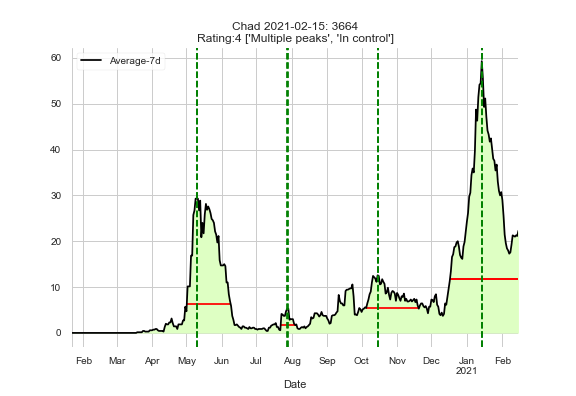 Chad 2021-02-15: 3664
Rating:4 ['Multiple peaks', 'In control']
Average-7d
60
50
40
30
20
10
0
Feb Mar Apr May Jun Jul Aug Sep Oct Nov Dec Jan Feb
2021
Date